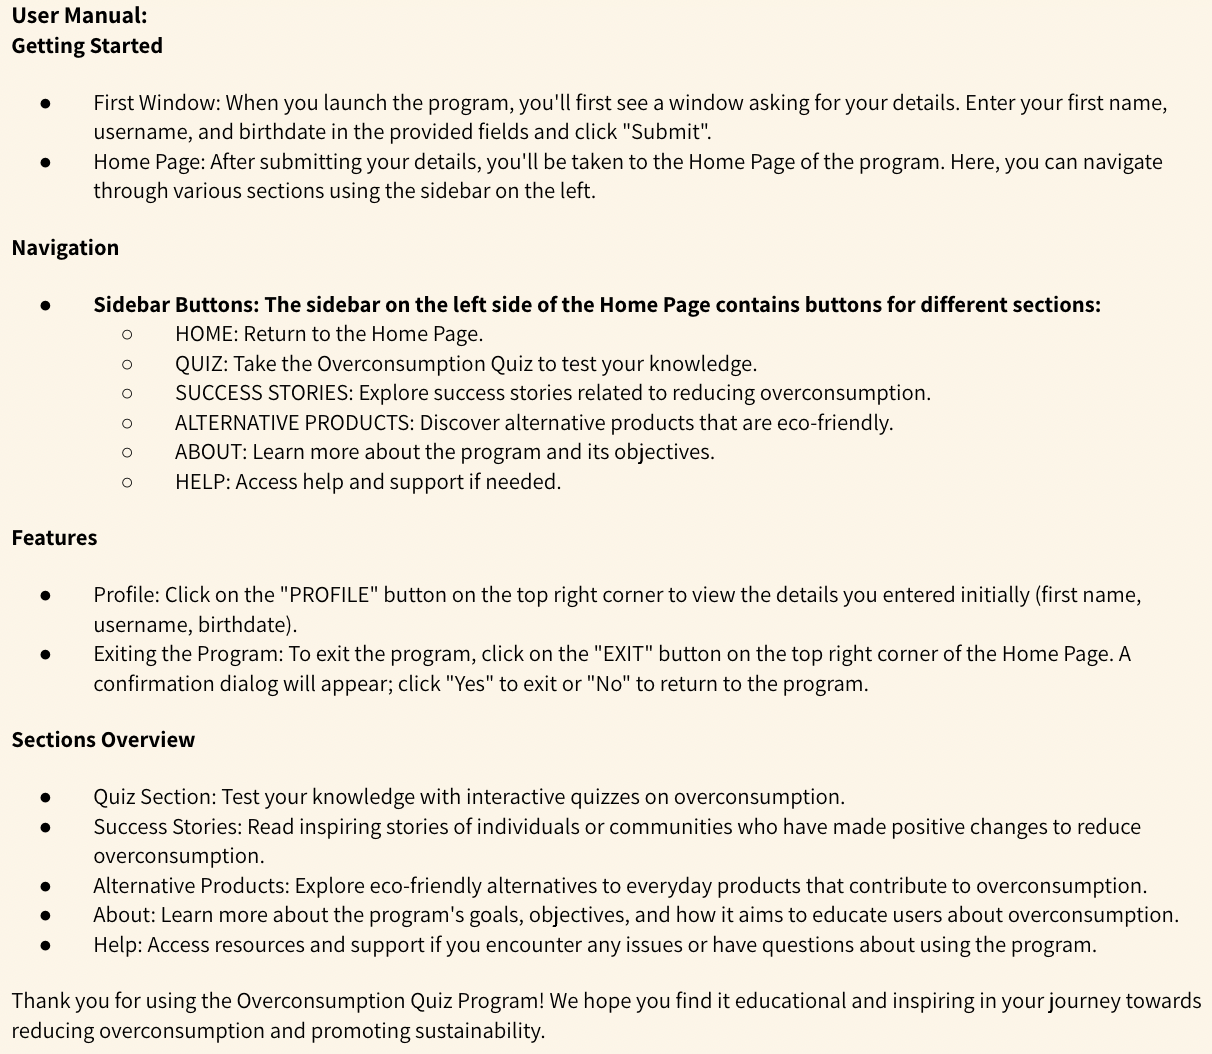 User Manual:
Getting Started
● First Window: When you launch the program, you'll first see a window asking for your details. Enter your first name,
username, and birthdate in the provided fields and click "Submit".
● Home Page: After submitting your details, you'll be taken to the Home Page of the program. Here, you can navigate
through various sections using the sidebar on the left.
Navigation
● Sidebar Buttons: The sidebar on the left side of the Home Page contains buttons for different sections:
○ HOME: Return to the Home Page.
○ QUIZ: Take the Overconsumption Quiz to test your knowledge.
○ SUCCESS STORIES: Explore success stories related to reducing overconsumption.
○ ALTERNATIVE PRODUCTS: Discover alternative products that are eco-friendly.
○ ABOUT: Learn more about the program and its objectives.
○ HELP: Access help and support if needed.
Features
● Profile: Click on the "PROFILE" button on the top right corner to view the details you entered initially (first name,
username, birthdate).
● Exiting the Program: To exit the program, click on the "EXIT" button on the top right corner of the Home Page. A
confirmation dialog will appear; click "Yes" to exit or "No" to return to the program.
Sections Overview
● Quiz Section: Test your knowledge with interactive quizzes on overconsumption.
● Success Stories: Read inspiring stories of individuals or communities who have made positive changes to reduce
overconsumption.
● Alternative Products: Explore eco-friendly alternatives to everyday products that contribute to overconsumption.
● About: Learn more about the program's goals, objectives, and how it aims to educate users about overconsumption.
● Help: Access resources and support if you encounter any issues or have questions about using the program.
Thank you for using the Overconsumption Quiz Program! We hope you find it educational and inspiring in your journey towards
reducing overconsumption and promoting sustainability.